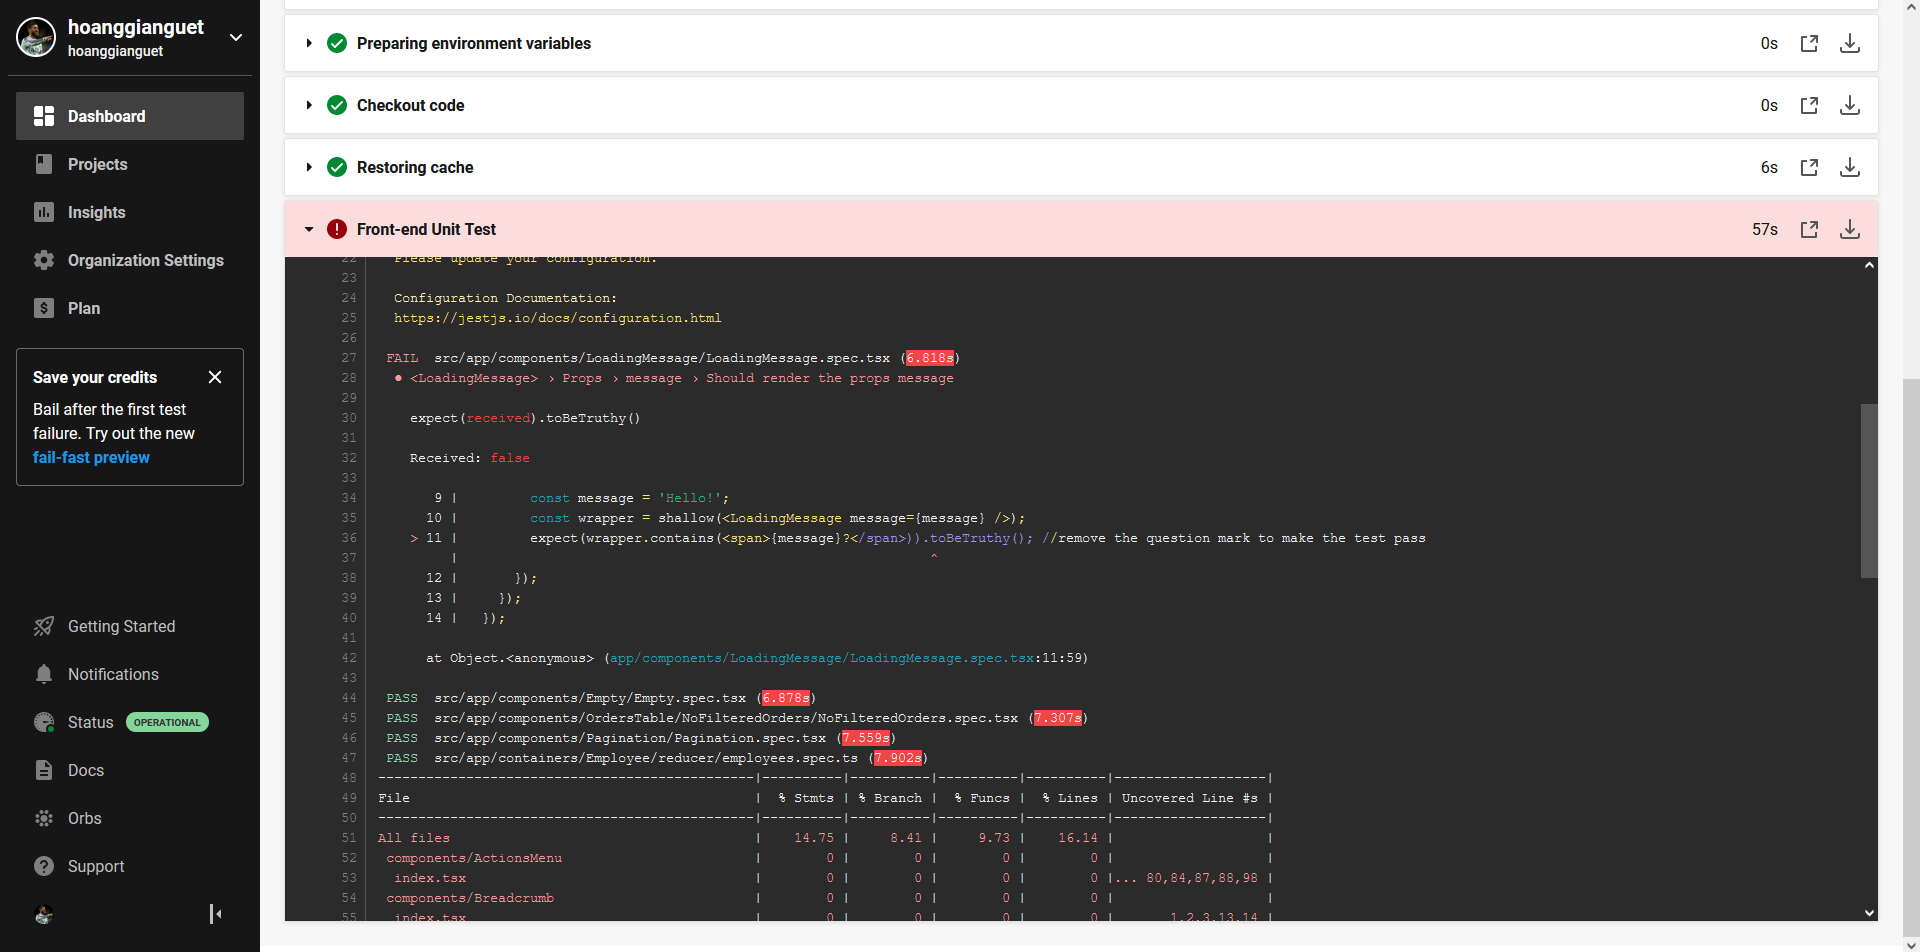 hoanggianguet
hoanggianguet
Dashboard
Projects
Insights
Organization Settings
Plan
Save your credits
Bail after the first test
failure. Try out the new
fail-fast preview
Getting Started
Notifications
Status OPERATIONAL
Docs
Orbs
Support
Preparing environment variables 0s
Checkout code 0s
Restoring cache 6s
Front-end Unit Test 57s
22 Please update your configuration.
23
24 Configuration Documentation:
25 https://jestjs.io/docs/configuration.html
26
27 FAIL src/app/components/LoadingMessage/LoadingMessage.spec.tsx (6.818s)
28 ● <LoadingMessage> › Props › message › Should render the props message
29
30 expect(received).toBeTruthy()
31
32 Received: false
33
34 9 | const message = 'Hello!';
35 10 | const wrapper = shallow(<LoadingMessage message={message} />);
36 > 11 | expect(wrapper.contains(<span>{message}?</span>)).toBeTruthy(); //remove the question mark to make the test pass
37 | ^
38 12 | });
39 13 | });
40 14 | });
41
42 at Object.<anonymous> (app/components/LoadingMessage/LoadingMessage.spec.tsx:11:59)
43
44 PASS src/app/components/Empty/Empty.spec.tsx (6.878s)
45 PASS src/app/components/OrdersTable/NoFilteredOrders/NoFilteredOrders.spec.tsx (7.307s)
46 PASS src/app/components/Pagination/Pagination.spec.tsx (7.559s)
47 PASS src/app/containers/Employee/reducer/employees.spec.ts (7.902s)
48 -----------------------------------------------|----------|----------|----------|----------|-------------------|
49 File | % Stmts | % Branch | % Funcs | % Lines | Uncovered Line #s |
50 -----------------------------------------------|----------|----------|----------|----------|-------------------|
51 All files | 14.75 | 8.41 | 9.73 | 16.14 | |
52 components/ActionsMenu | 0 | 0 | 0 | 0 | |
53 index.tsx | 0 | 0 | 0 | 0 |... 80,84,87,88,98 |
54 components/Breadcrumb | 0 | 0 | 0 | 0 | |
55 index.tsx | 0 | 0 | 0 | 0 | 1,2,3,13,14 |